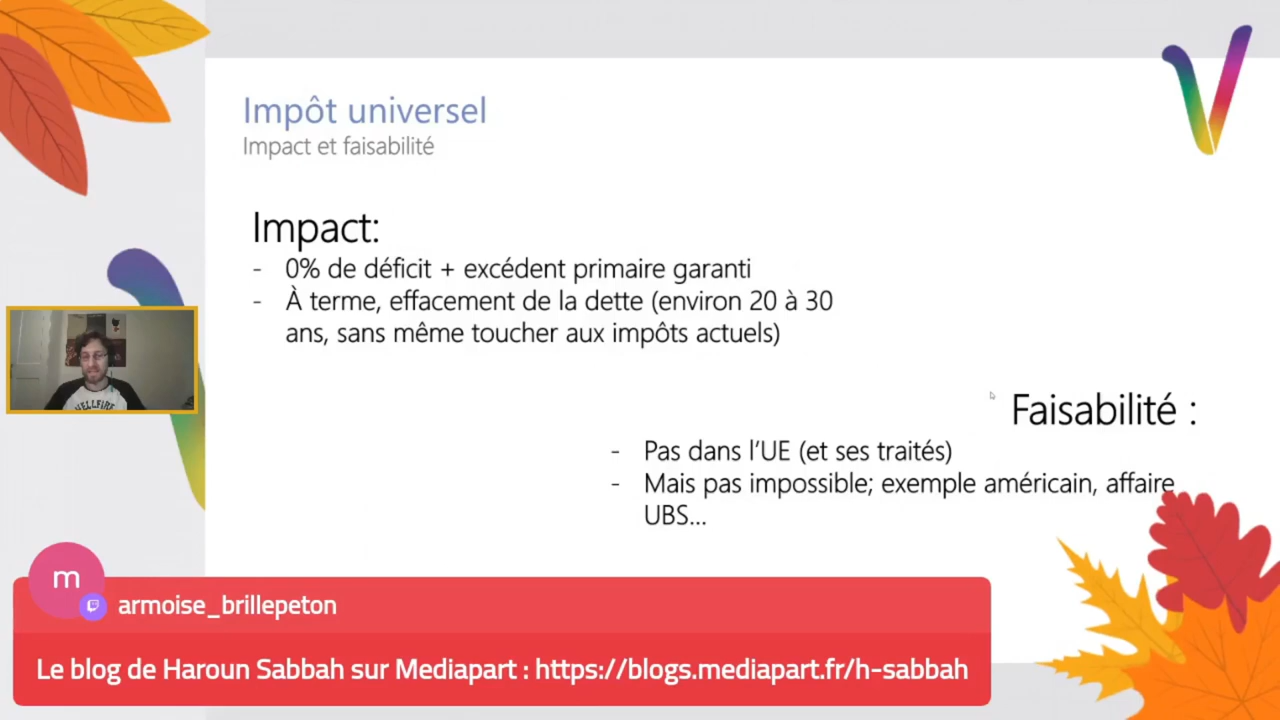 Impôt universel
Impact et faisabilité
Impact:
- 0% de déficit + excédent primaire garanti
- À terme, effacement de la dette (environ 20 à 30
ans, sans même toucher aux impôts actuels)
Faisabilité :
- Pas dans l'UE (et ses traités)
- Mais pas impossible; exemple américain, affaire
UBS...
HELLFIRE
m
armoise_brillepeton
Le blog de Haroun Sabbah sur Mediapart : https://blogs.mediapart.fr/h-sabbah